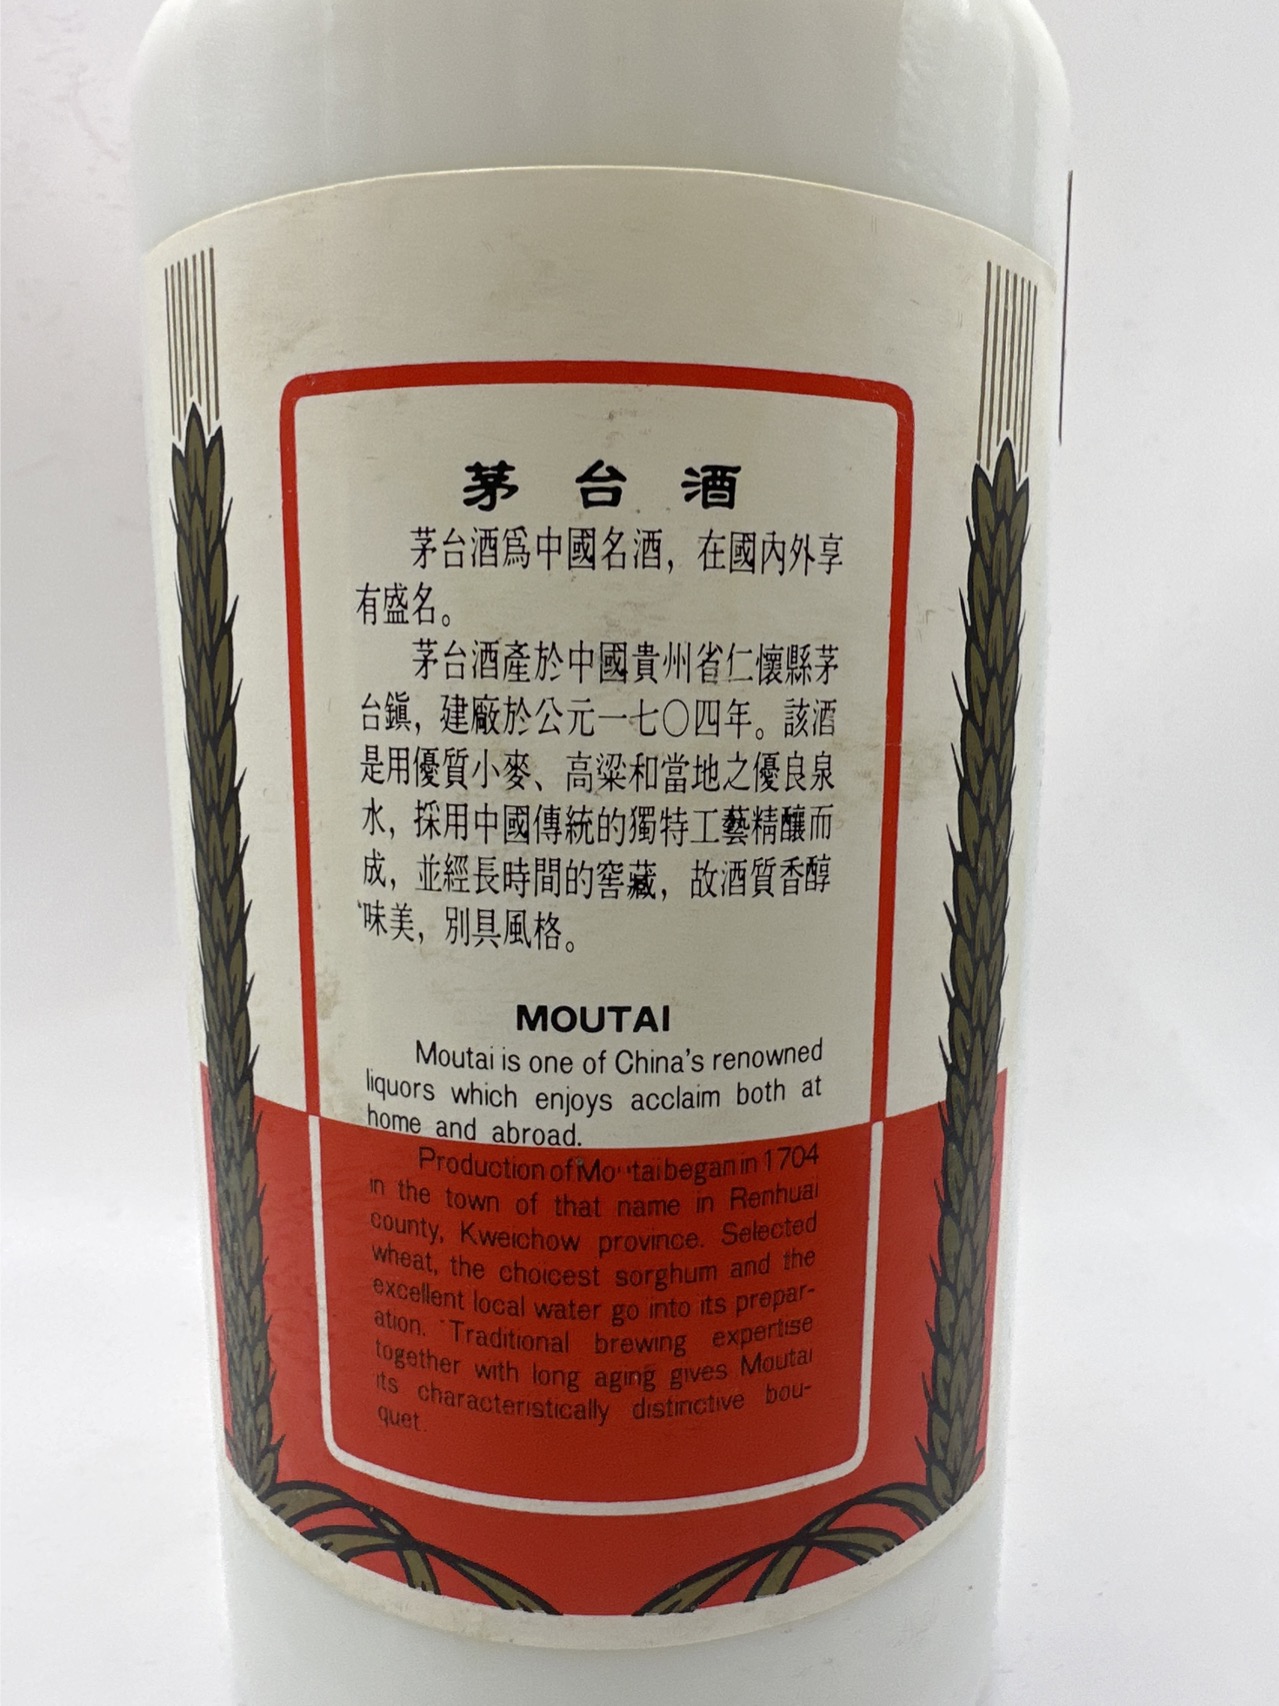 茅台酒
茅台酒爲中國名酒，在國内外享
有盛名。
茅台酒產於中國貴州省仁懷縣茅
台鎮，建廠於公元一七〇四年。該酒
是用優質小麥、高粱和當地之優良泉
水，採用中國傳統的獨特工藝精釀而
成，並經長時間的窖藏，故酒質香醇
味美，別具風格。
MOUTAI
Moutai is one of China's renowned
liquors which enjoys acclaim both at
home and abroad.
Production of Moutai began in 1704
in the town of that name in Renhuai
county, Kweichow province. Selected
wheat, the choicest sorghum and the
excellent local water go into its prepar-
ation. Traditional brewing expertise
together with long aging gives Moutai
its characteristically distinctive bou-
quet.